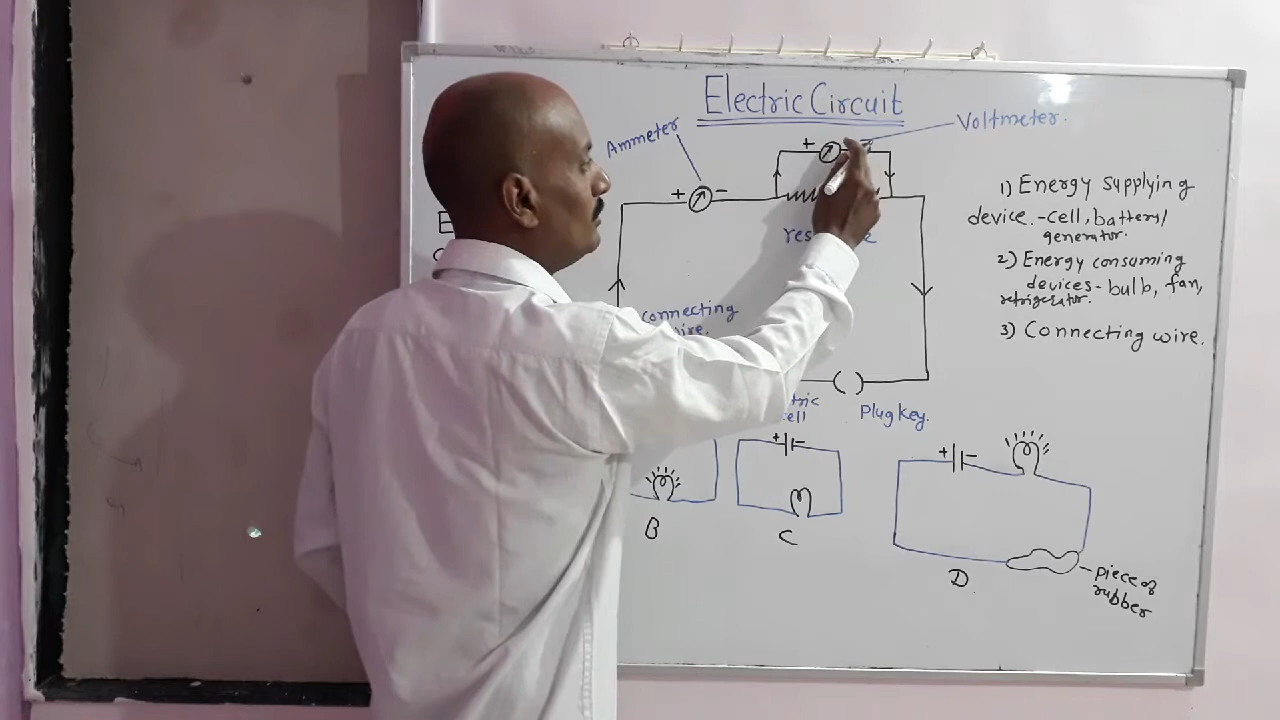 Electric Circuit
Ammeter
Voltmeter.
+ -
+
connecting
Plug key.
+ -
B
C
+ -
D
piece of
rubber
1) Energy supplying
device. -cell, battery/
generator.
2) Energy consuming
devices - bulb, fan,
refrigerator.
3) Connecting wire.